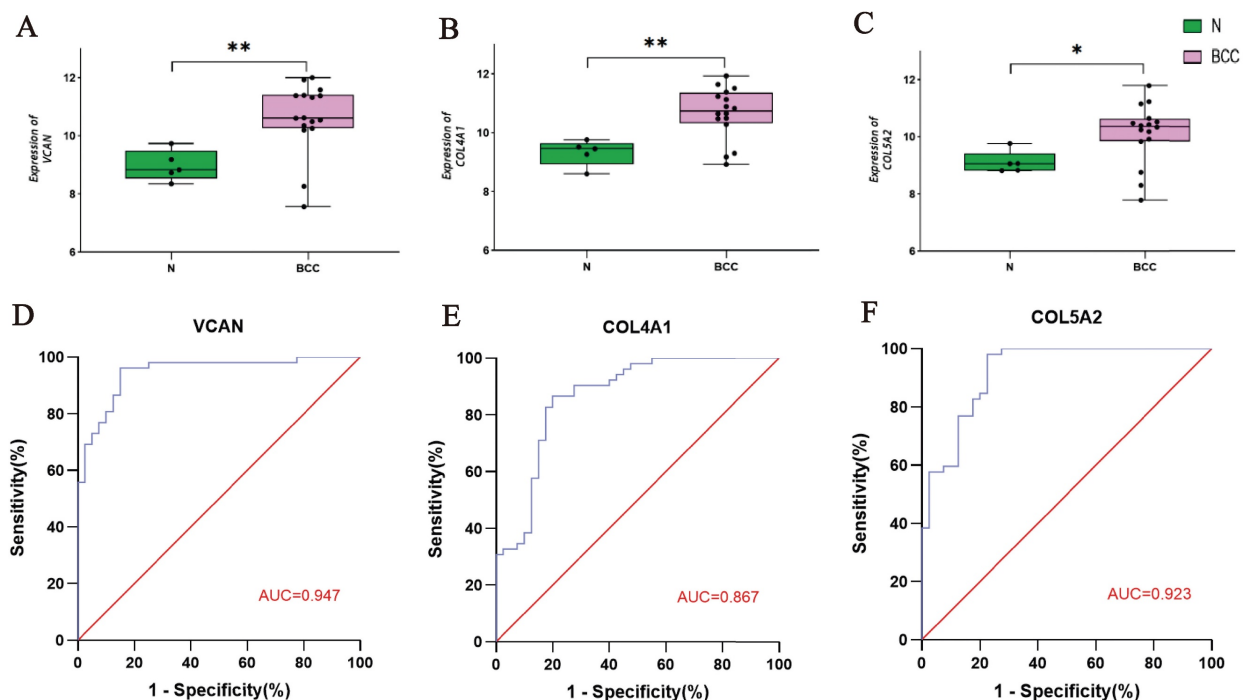 A
**
Expression of
VCAN
12
10
8
6
N
BCC
B
**
Expression of
COL4A1
12
10
8
6
N
BCC
C
*
Expression of
COL5A2
12
10
8
6
N
BCC
N
BCC
D
VCAN
Sensitivity(%)
100
80
60
40
20
0
AUC=0.947
0
20
40
60
80
100
1 - Specificity(%)
E
COL4A1
Sensitivity(%)
100
80
60
40
20
0
AUC=0.867
0
20
40
60
80
100
1 - Specificity(%)
F
COL5A2
Sensitivity(%)
100
80
60
40
20
0
AUC=0.923
0
20
40
60
80
100
1 - Specificity(%)